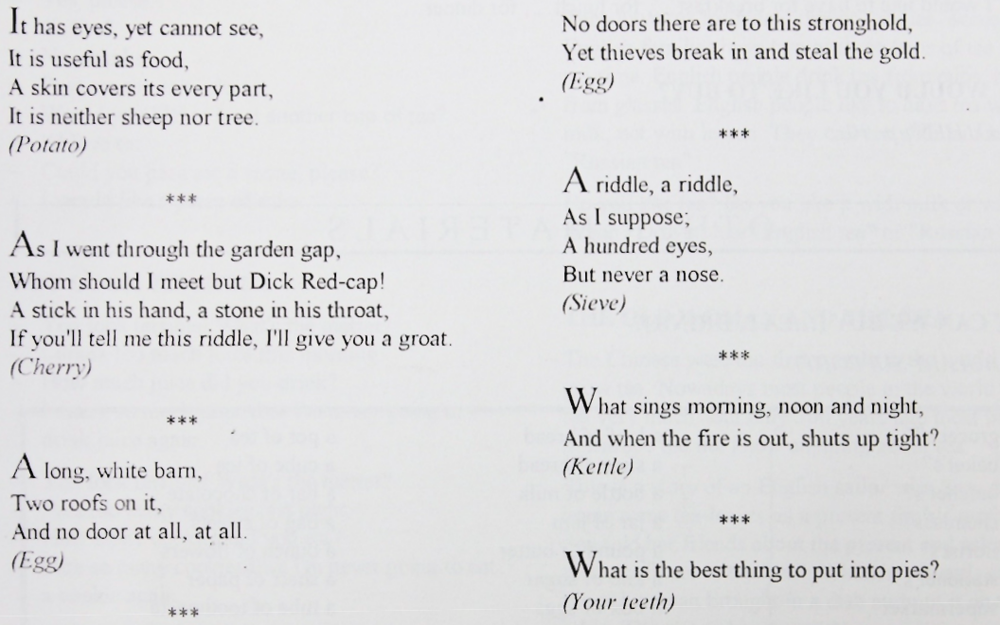 It has eyes, yet cannot see,
It is useful as food,
A skin covers its every part,
It is neither sheep nor tree.
(Potato)
***
As I went through the garden gap,
Whom should I meet but Dick Red-cap!
A stick in his hand, a stone in his throat,
If you'll tell me this riddle, I'll give you a groat.
(Cherry)
***
A long, white barn,
Two roofs on it,
And no door at all, at all.
(Egg)
***
No doors there are to this stronghold,
Yet thieves break in and steal the gold.
(Egg)
***
A riddle, a riddle,
As I suppose;
A hundred eyes,
But never a nose.
(Sieve)
***
What sings morning, noon and night,
And when the fire is out, shuts up tight?
(Kettle)
***
What is the best thing to put into pies?
(Your teeth)